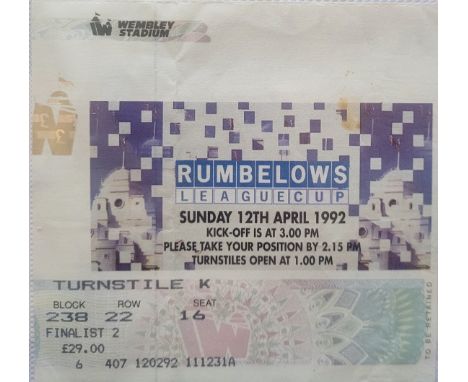 WEMBLEY
STADIUM
RUMBELOWS
LEAGUECUP
SUNDAY 12TH APRIL 1992
KICK-OFF IS AT 3.00 PM
PLEASE TAKE YOUR POSITION BY 2.15 PM
TURNSTILES OPEN AT 1.00 PM
TURNSTILE K
BLOCK ROW SEAT
238 22 16
FINALIST 2
£29.00
6 407 120292 111231A
TO BE RETAINED